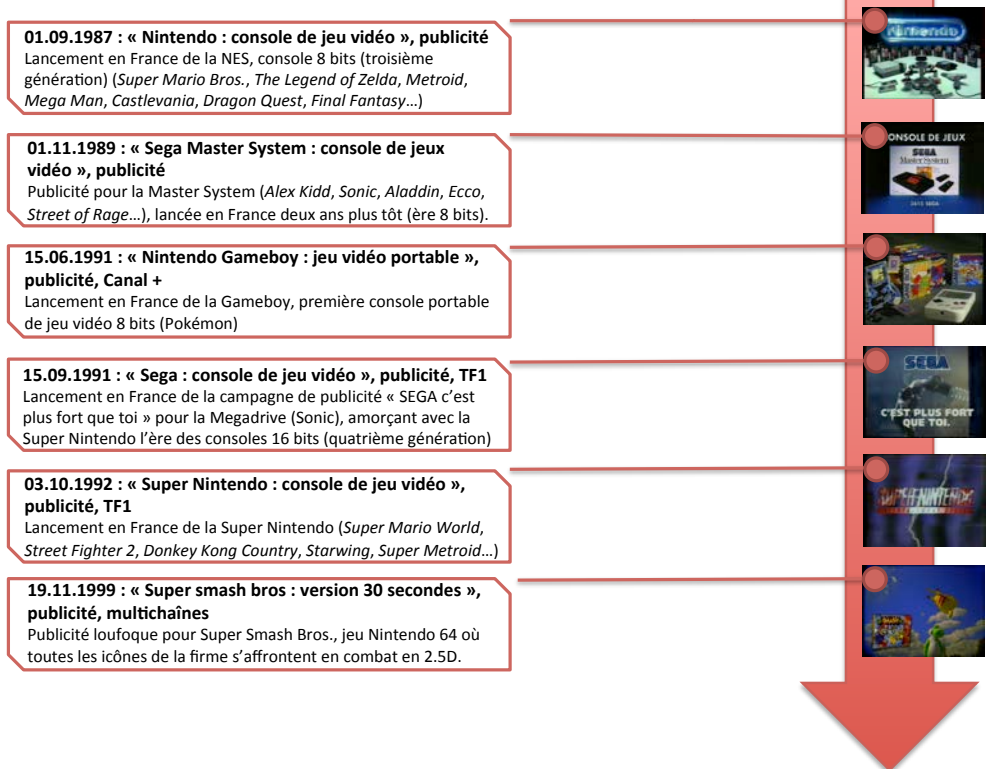 01.09.1987 : « Nintendo : console de jeu vidéo », publicité
Lancement en France de la NES, console 8 bits (troisième
génération) (Super Mario Bros., The Legend of Zelda, Metroid,
Mega Man, Castlevania, Dragon Quest, Final Fantasy…)
Nintendo
01.11.1989 : « Sega Master System : console de jeux
vidéo », publicité
Publicité pour la Master System (Alex Kidd, Sonic, Aladdin, Ecco,
Street of Rage…), lancée en France deux ans plus tôt (ère 8 bits).
ONSOLE DE JEUX
SEGA
Master System
3615 SEGA
15.06.1991 : « Nintendo Gameboy : jeu vidéo portable »,
publicité, Canal +
Lancement en France de la Gameboy, première console portable
de jeu vidéo 8 bits (Pokémon)
15.09.1991 : « Sega : console de jeu vidéo », publicité, TF1
Lancement en France de la campagne de publicité « SEGA c’est
plus fort que toi » pour la Megadrive (Sonic), amorçant avec la
Super Nintendo l’ère des consoles 16 bits (quatrième génération)
SEGA
C'EST PLUS FORT
QUE TOI.
03.10.1992 : « Super Nintendo : console de jeu vidéo »,
publicité, TF1
Lancement en France de la Super Nintendo (Super Mario World,
Street Fighter 2, Donkey Kong Country, Starwing, Super Metroid…)
SUPER NINTENDO
19.11.1999 : « Super smash bros : version 30 secondes »,
publicité, multichaînes
Publicité loufoque pour Super Smash Bros., jeu Nintendo 64 où
toutes les icônes de la firme s’affrontent en combat en 2.5D.